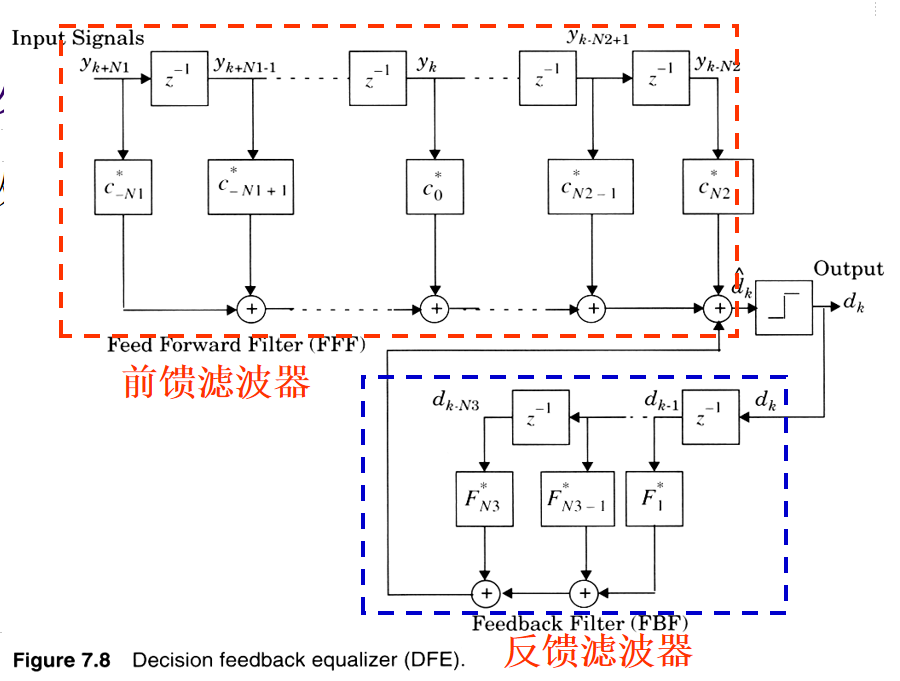 Input Signals
y_{k+N1} y_{k+N1-1} y_k y_{k-N2+1} y_{k-N2}
z^{-1} z^{-1} z^{-1} z^{-1}
c^*_{-N1} c^*_{-N1+1} c^*_0 c^*_{N2-1} c^*_{N2}
+ + + + \hat{d}_k Output d_k
Feed Forward Filter (FFF)
前馈滤波器
d_{k-N3} z^{-1} d_{k-1} z^{-1} d_k
F^*_{N3} F^*_{N3-1} F^*_1
+ +
Feedback Filter (FBF)
反馈滤波器
Figure 7.8 Decision feedback equalizer (DFE).